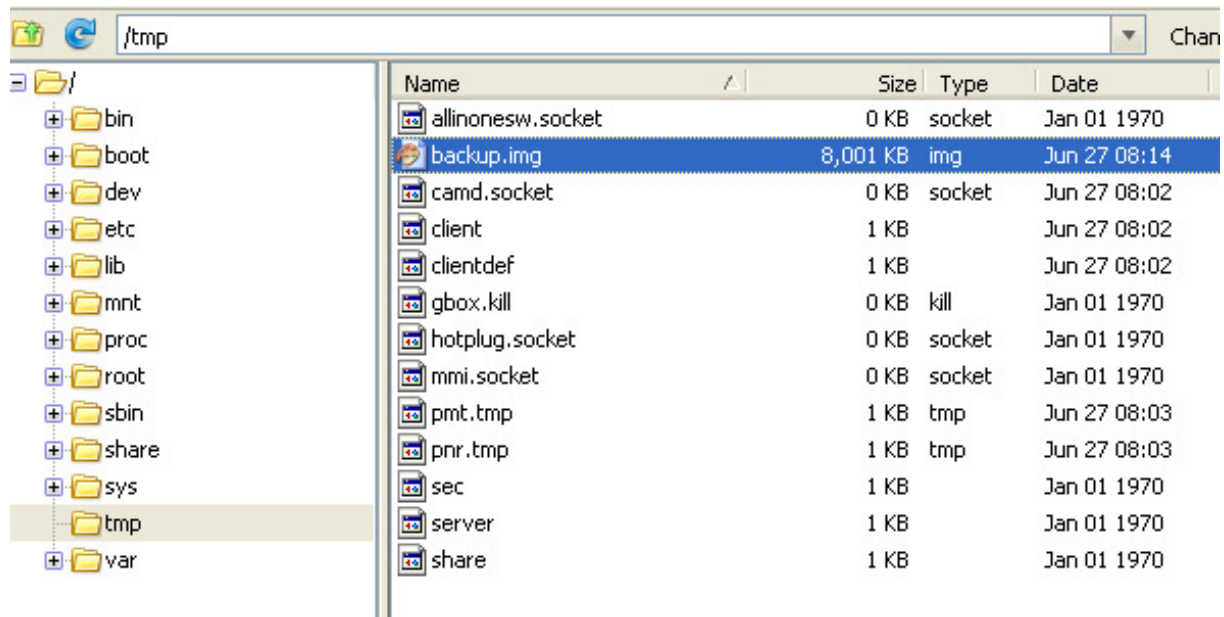 /tmp Chan
/
bin
boot
dev
etc
lib
mnt
proc
root
sbin
share
sys
tmp
var
Name Size Type Date
allinonesw.socket 0 KB socket Jan 01 1970
backup.img 8,001 KB img Jun 27 08:14
camd.socket 0 KB socket Jun 27 08:02
client 1 KB Jun 27 08:02
clientdef 1 KB Jun 27 08:02
gbox.kill 0 KB kill Jan 01 1970
hotplug.socket 0 KB socket Jan 01 1970
mmi.socket 0 KB socket Jan 01 1970
pmt.tmp 1 KB tmp Jun 27 08:03
pnr.tmp 1 KB tmp Jun 27 08:03
sec 1 KB Jan 01 1970
server 1 KB Jan 01 1970
share 1 KB Jan 01 1970